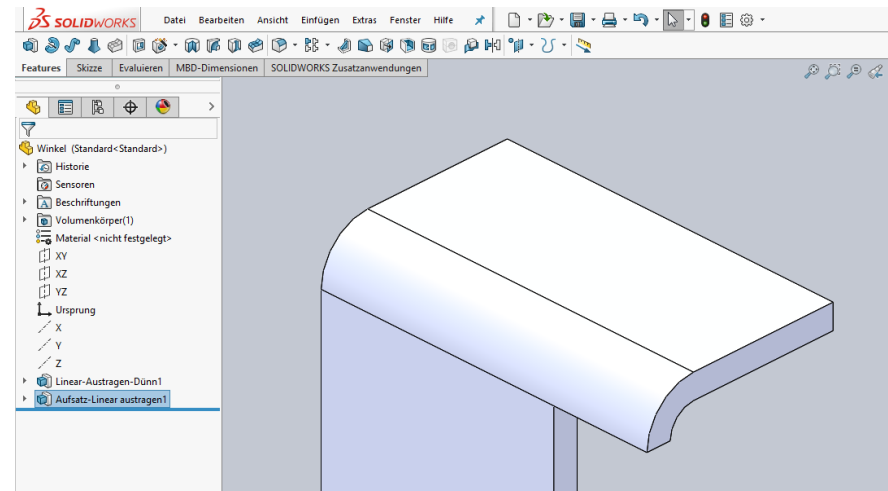 SOLIDWORKS Datei Bearbeiten Ansicht Einfügen Extras Fenster Hilfe
Features Skizze Evaluieren MBD-Dimensionen SOLIDWORKS Zusatzanwendungen
Winkel (Standard<Standard>)
Historie
Sensoren
Beschriftungen
Volumenkörper(1)
Material <nicht festgelegt>
XY
XZ
YZ
Ursprung
X
Y
Z
Linear-Austragen-Dünn1
Aufsatz-Linear austragen1